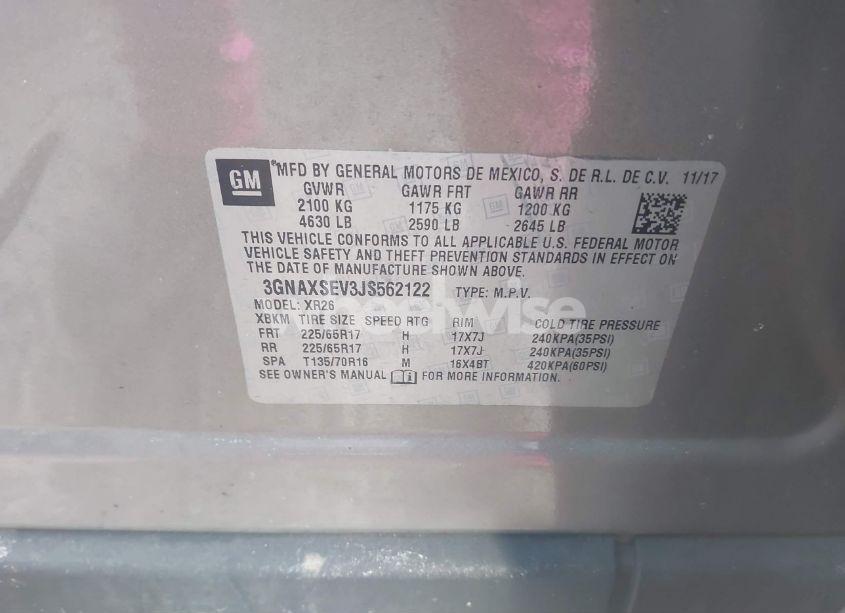 GM MFD BY GENERAL MOTORS DE MEXICO, S. DE R.L. DE C.V. 11/17
GVWR GAWR FRT GAWR RR
2100 KG 1175 KG 1200 KG
4630 LB 2590 LB 2645 LB
THIS VEHICLE CONFORMS TO ALL APPLICABLE U.S. FEDERAL MOTOR
VEHICLE SAFETY AND THEFT PREVENTION STANDARDS IN EFFECT ON
THE DATE OF MANUFACTURE SHOWN ABOVE.
3GNAXSEV3JS562122 TYPE: M.P.V.
MODEL: XR26
XBKM TIRE SIZE SPEED RTG RIM COLD TIRE PRESSURE
FRT 225/65R17 H 17X7J 240KPA(35PSI)
RR 225/65R17 H 17X7J 240KPA(35PSI)
SPA T135/70R16 M 16X4BT 420KPA(60PSI)
SEE OWNER'S MANUAL FOR MORE INFORMATION.